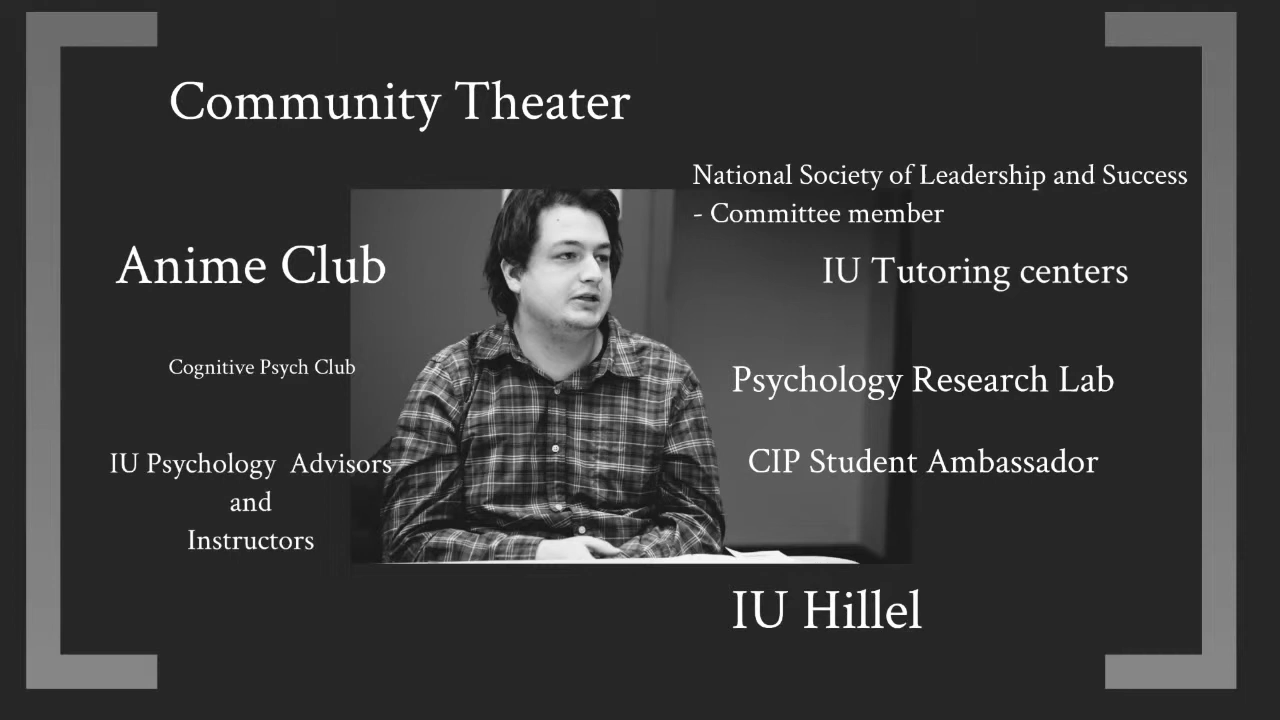 Community Theater
National Society of Leadership and Success
- Committee member
Anime Club
IU Tutoring centers
Cognitive Psych Club
Psychology Research Lab
IU Psychology  Advisors
and
Instructors
CIP Student Ambassador
IU Hillel